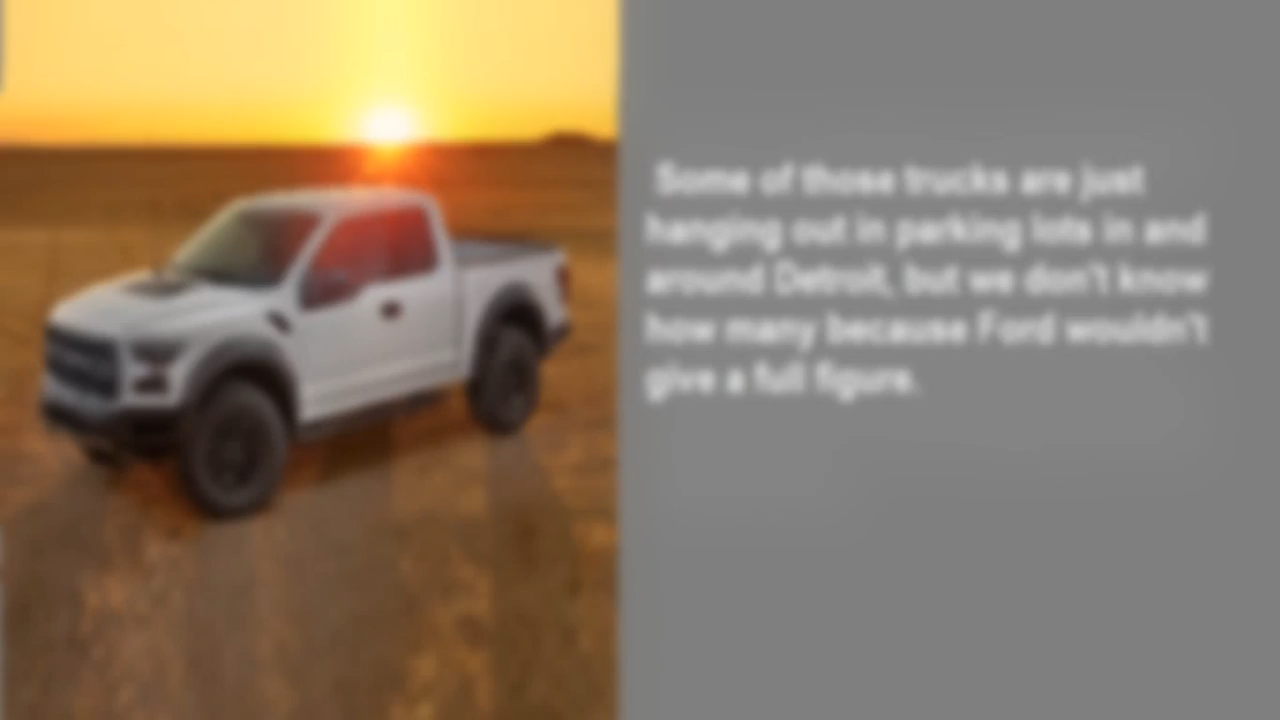 Some of those trucks are just
hanging out in parking lots in and
around Detroit, but we don't know
how many because Ford wouldn't
give a full figure.